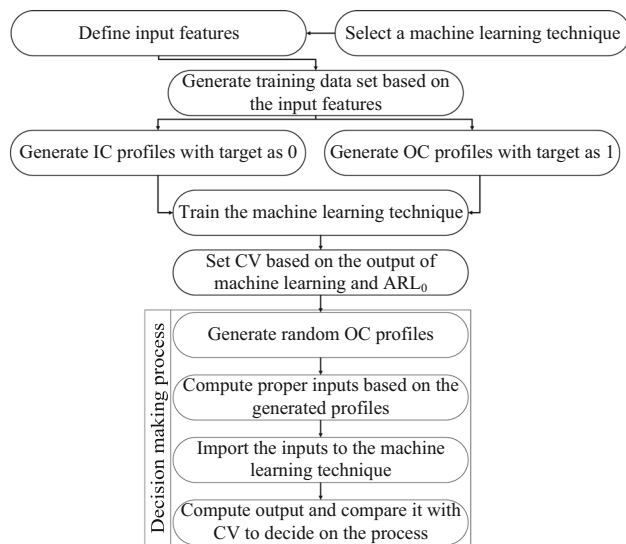 Define input features
Select a machine learning technique
Generate training data set based on
the input features
Generate IC profiles with target as 0
Generate OC profiles with target as 1
Train the machine learning technique
Set CV based on the output of
machine learning and ARL₀
Decision making process
Generate random OC profiles
Compute proper inputs based on the
generated profiles
Import the inputs to the machine
learning technique
Compute output and compare it with
CV to decide on the process